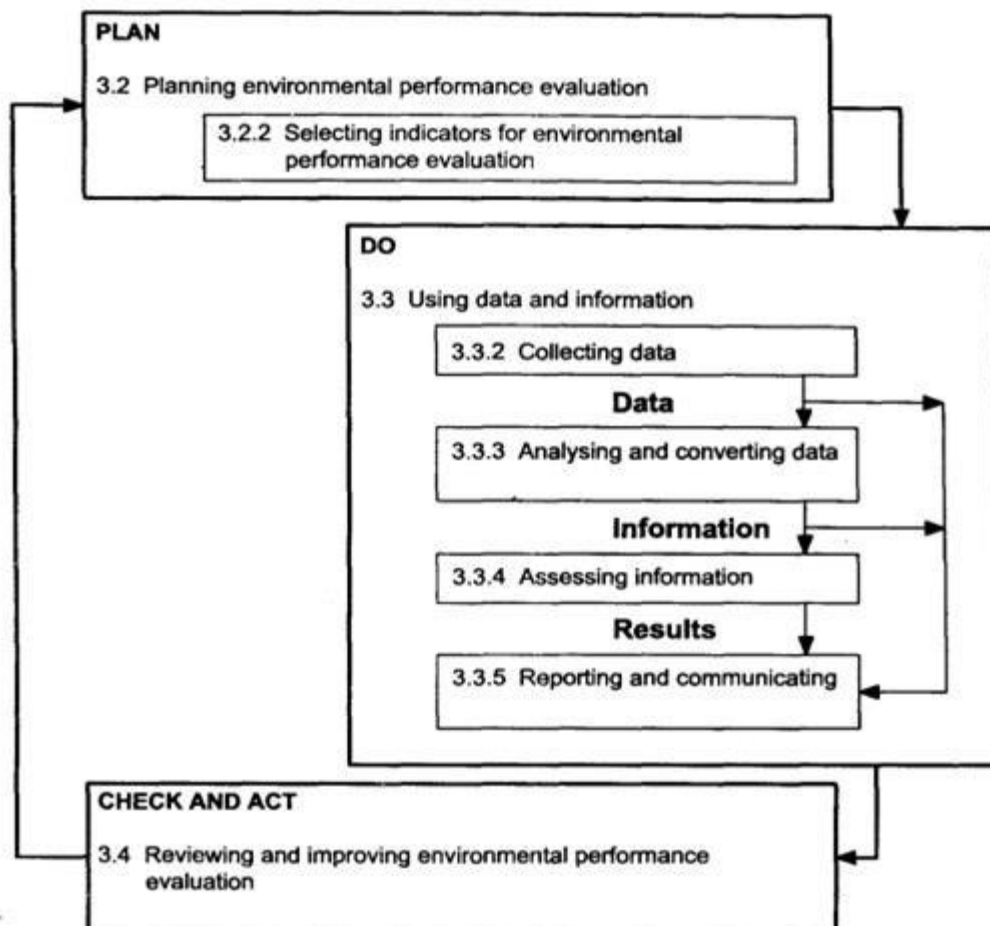 PLAN
3.2 Planning environmental performance evaluation
3.2.2 Selecting indicators for environmental
performance evaluation
DO
3.3 Using data and information
3.3.2 Collecting data
Data
3.3.3 Analysing and converting data
Information
3.3.4 Assessing information
Results
3.3.5 Reporting and communicating
CHECK AND ACT
3.4 Reviewing and improving environmental performance
evaluation